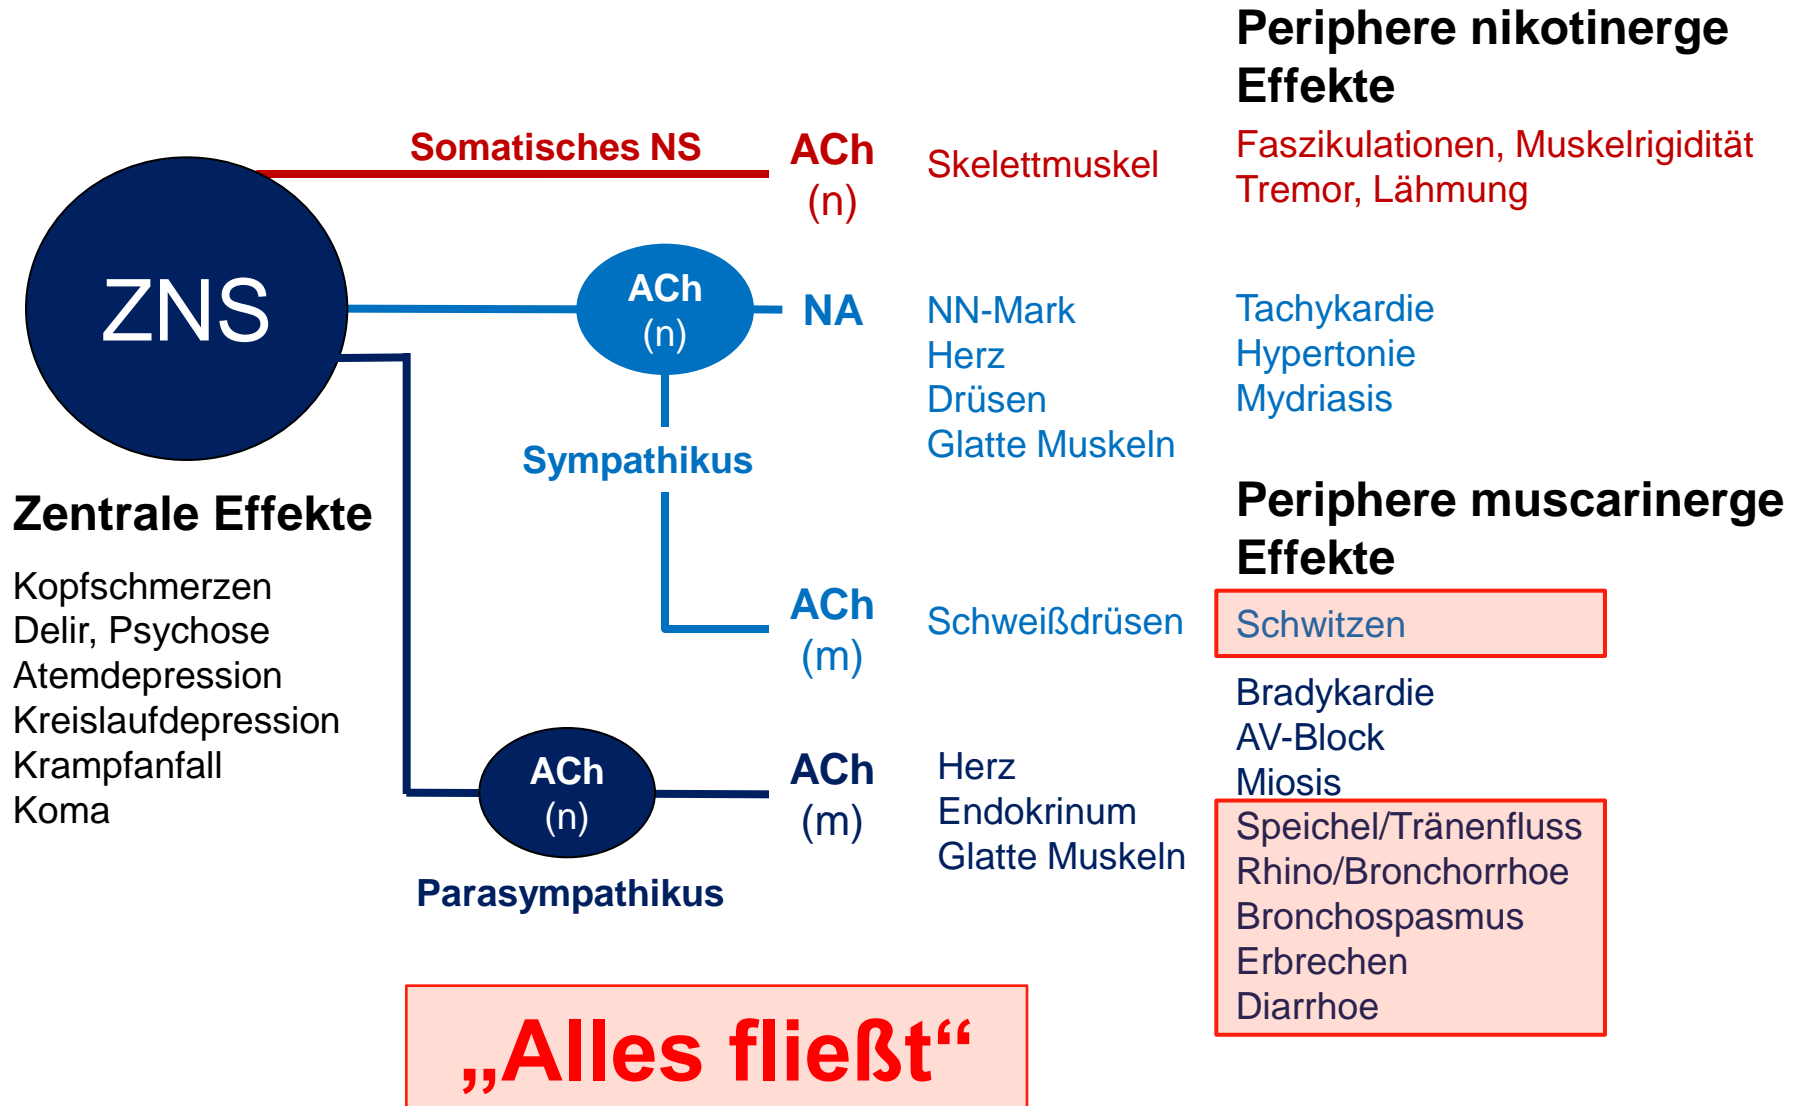 Periphere nikotinerge
Effekte
Somatisches NS
ACh
(n)
Skelettmuskel
Faszikulationen, Muskelrigidität
Tremor, Lähmung
ZNS
ACh
(n)
NA
NN-Mark
Herz
Drüsen
Glatte Muskeln
Tachykardie
Hypertonie
Mydriasis
Sympathikus
Zentrale Effekte
Kopfschmerzen
Delir, Psychose
Atemdepression
Kreislaufdepression
Krampfanfall
Koma
Periphere muscarinerge
Effekte
ACh
(m)
Schweißdrüsen
Schwitzen
ACh
(n)
Parasympathikus
ACh
(m)
Herz
Endokrinum
Glatte Muskeln
Bradykardie
AV-Block
Miosis
Speichel/Tränenfluss
Rhino/Bronchorrhoe
Bronchospasmus
Erbrechen
Diarrhoe
„Alles fließt“